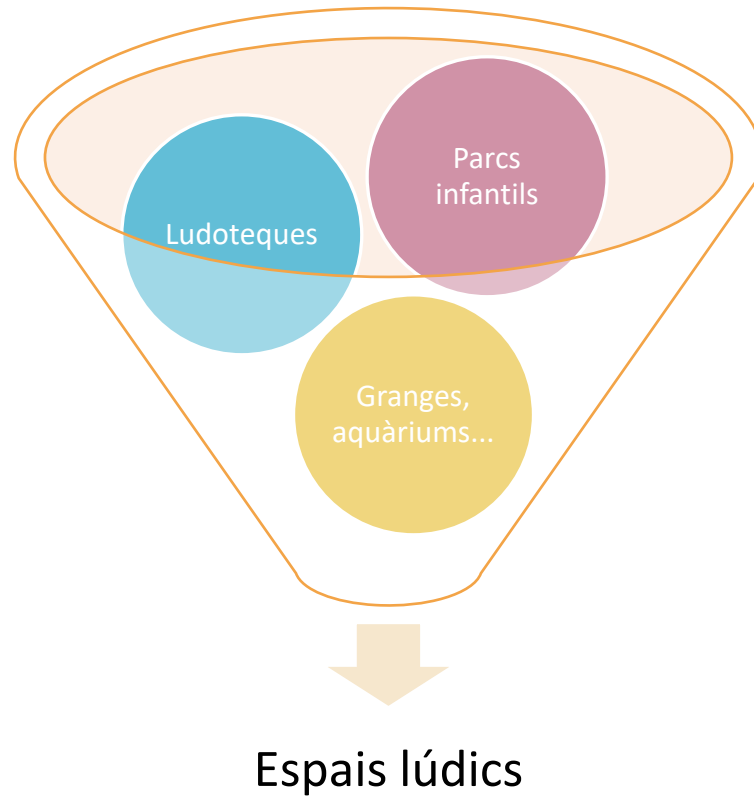 Parcs
infantils
Ludoteques
Granges,
aquàriums...
Espais lúdics